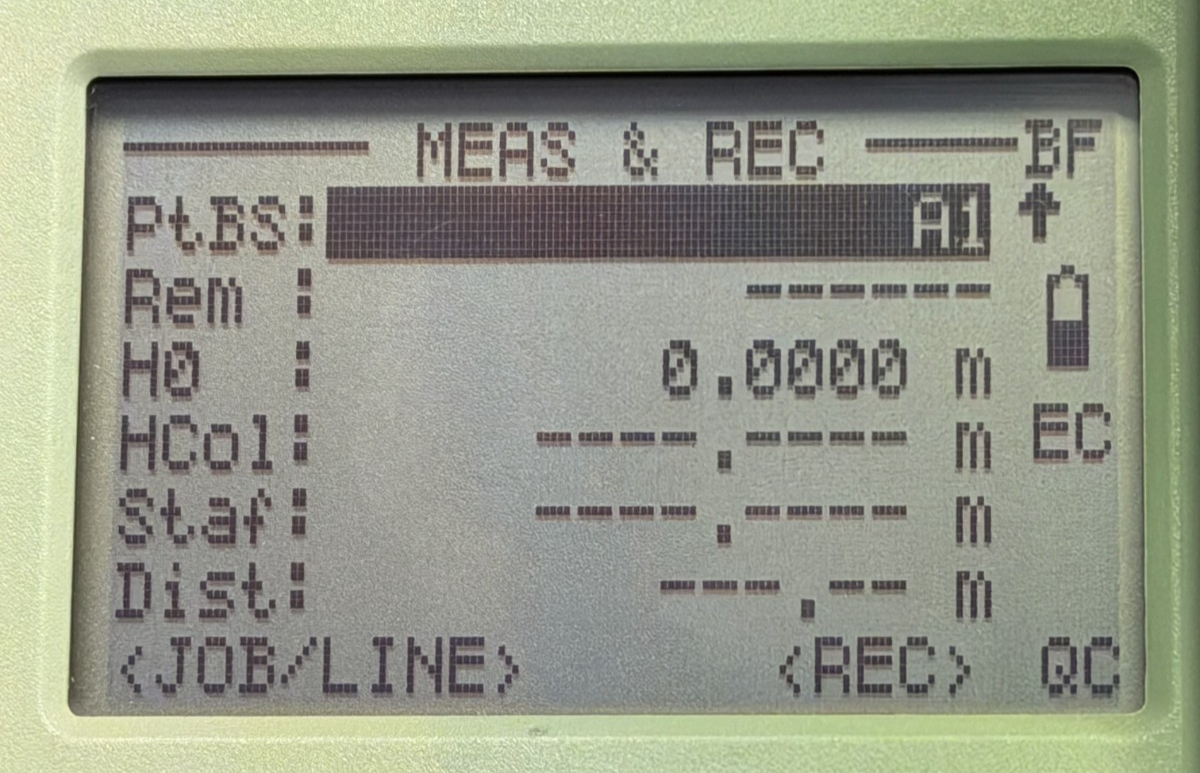 MEAS & REC BF
PtBS: A1
Rem : ------
H0 : 0.0000 m
HCol: ----.---- m
EC
Staf: ----.---- m
Dist: ---.-- m
<JOB/LINE> <REC> QC